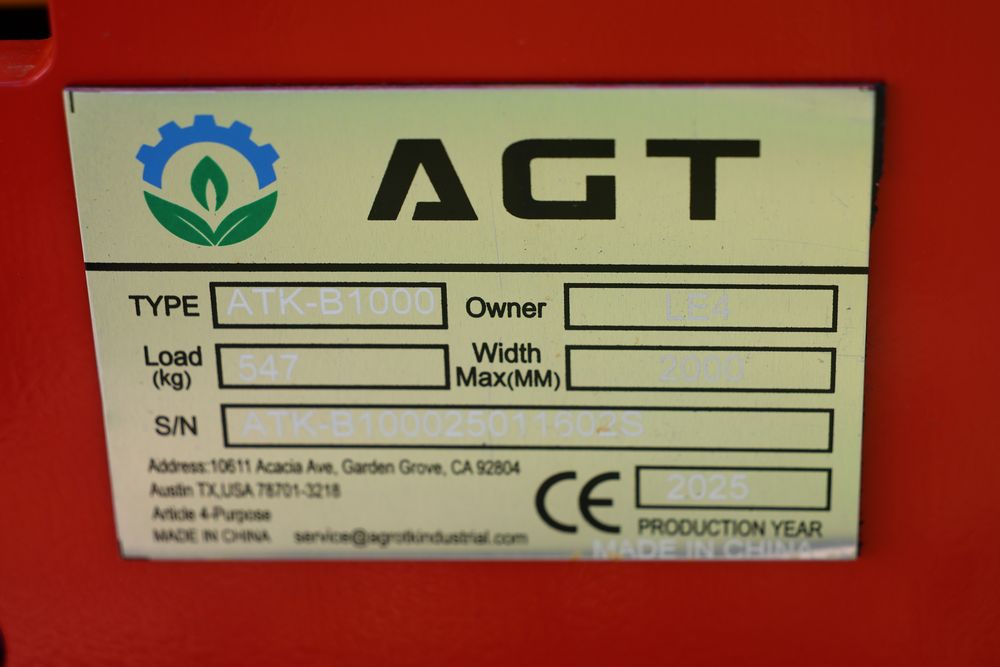 AGT
TYPE ATK-B1000 Owner LE4
Load (kg) 547 Width Max(MM) 2000
S/N ATK-B100025011602S
Address:10611 Acacia Ave, Garden Grove, CA 92804
Austin TX,USA 78701-3218
Article 4-Purpose
MADE IN CHINA service@agrotkindustrial.com
CE 2025
PRODUCTION YEAR
MADE IN CHINA